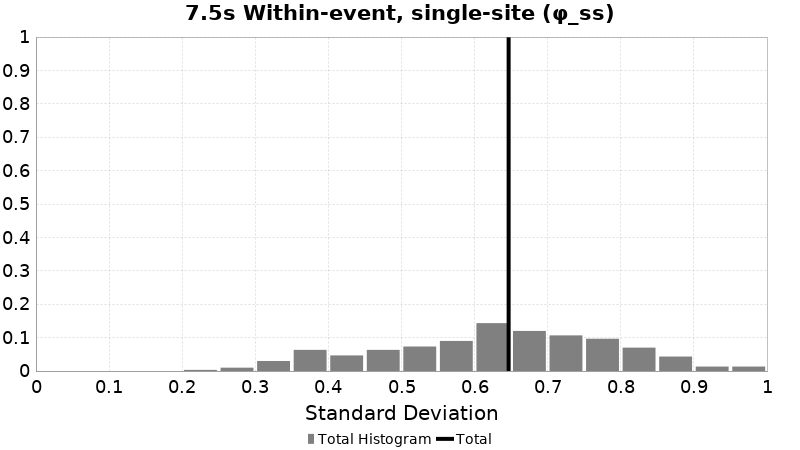 7.5s Within-event, single-site (φ_ss)
1
0.9
0.8
0.7
0.6
0.5
0.4
0.3
0.2
0.1
0
0 0.1 0.2 0.3 0.4 0.5 0.6 0.7 0.8 0.9 1
Standard Deviation
Total Histogram Total